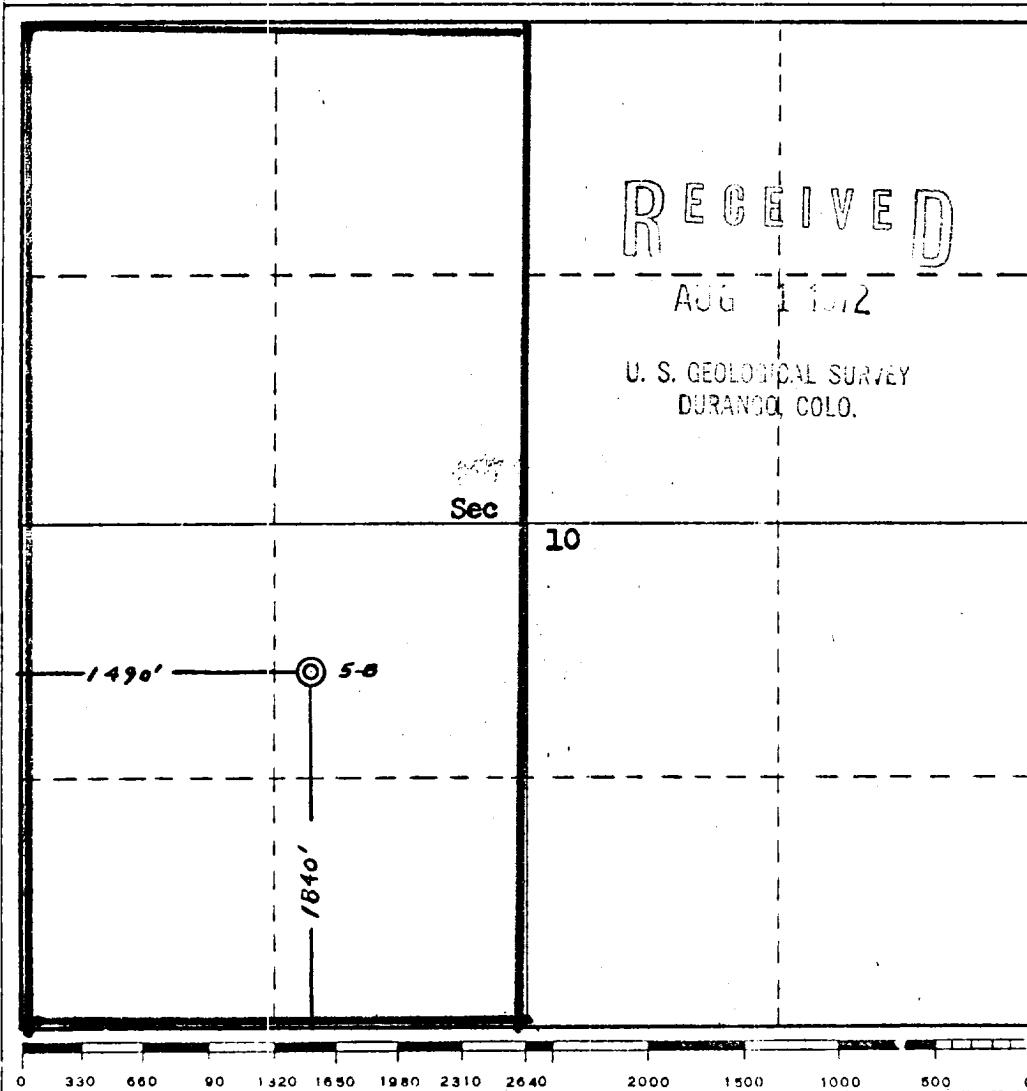 RECEIVED
AUG 1 1972
U. S. GEOLOGICAL SURVEY
DURANGO, COLO.
Sec
10
1490' 5-B
1840'
0 330 660 90 1320 1650 1980 2310 2640 2000 1500 1000 500